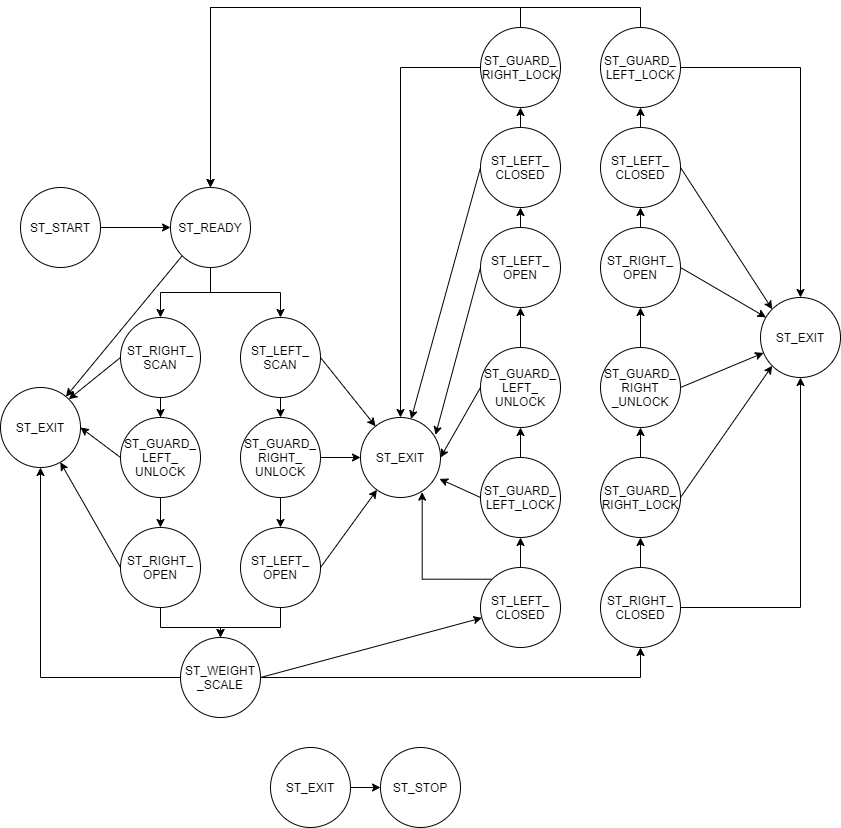 ST_GUARD_
RIGHT_LOCK
ST_GUARD_
LEFT_LOCK
ST_LEFT_
CLOSED
ST_LEFT_
CLOSED
ST_START
ST_READY
ST_LEFT_
OPEN
ST_RIGHT_
OPEN
ST_EXIT
ST_RIGHT_
SCAN
ST_LEFT_
SCAN
ST_GUARD_
LEFT_
UNLOCK
ST_GUARD_
RIGHT
_UNLOCK
ST_EXIT
ST_GUARD_
LEFT_
UNLOCK
ST_GUARD_
RIGHT_
UNLOCK
ST_EXIT
ST_GUARD_
LEFT_LOCK
ST_GUARD_
RIGHT_LOCK
ST_RIGHT_
OPEN
ST_LEFT_
OPEN
ST_LEFT_
CLOSED
ST_RIGHT_
CLOSED
ST_WEIGHT
_SCALE
ST_EXIT
ST_STOP